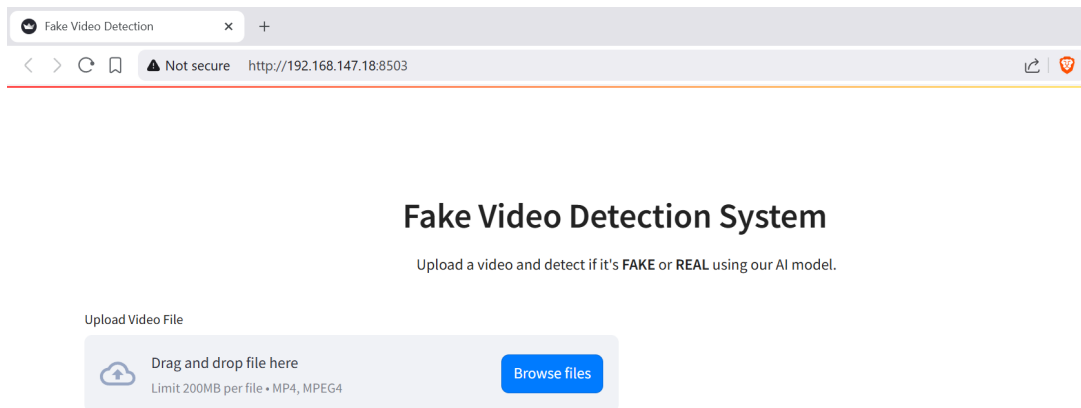 Fake Video Detection
Not secure http://192.168.147.18:8503
Fake Video Detection System
Upload a video and detect if it's FAKE or REAL using our AI model.
Upload Video File
Drag and drop file here
Limit 200MB per file • MP4, MPEG4
Browse files